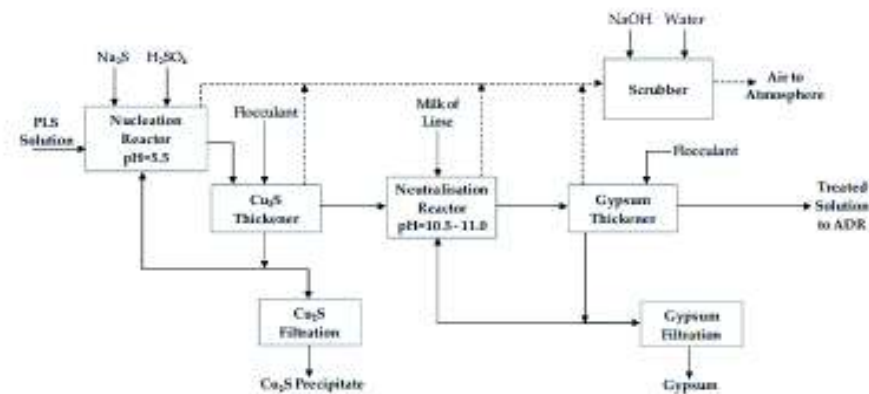 NaOH Water
Na₂S H₂SO₄
Scrubber
Air to
Atmosphere
PLS
Solution
Nucleation
Reactor
pH=5.5
Flocculant
Milk of
Lime
Flocculant
Cu₂S
Thickener
Neutralisation
Reactor
pH=10.5 - 11.0
Gypsum
Thickener
Treated
Solution
to ADR
Cu₂S
Filtration
Gypsum
Filtration
Cu₂S Precipitate
Gypsum